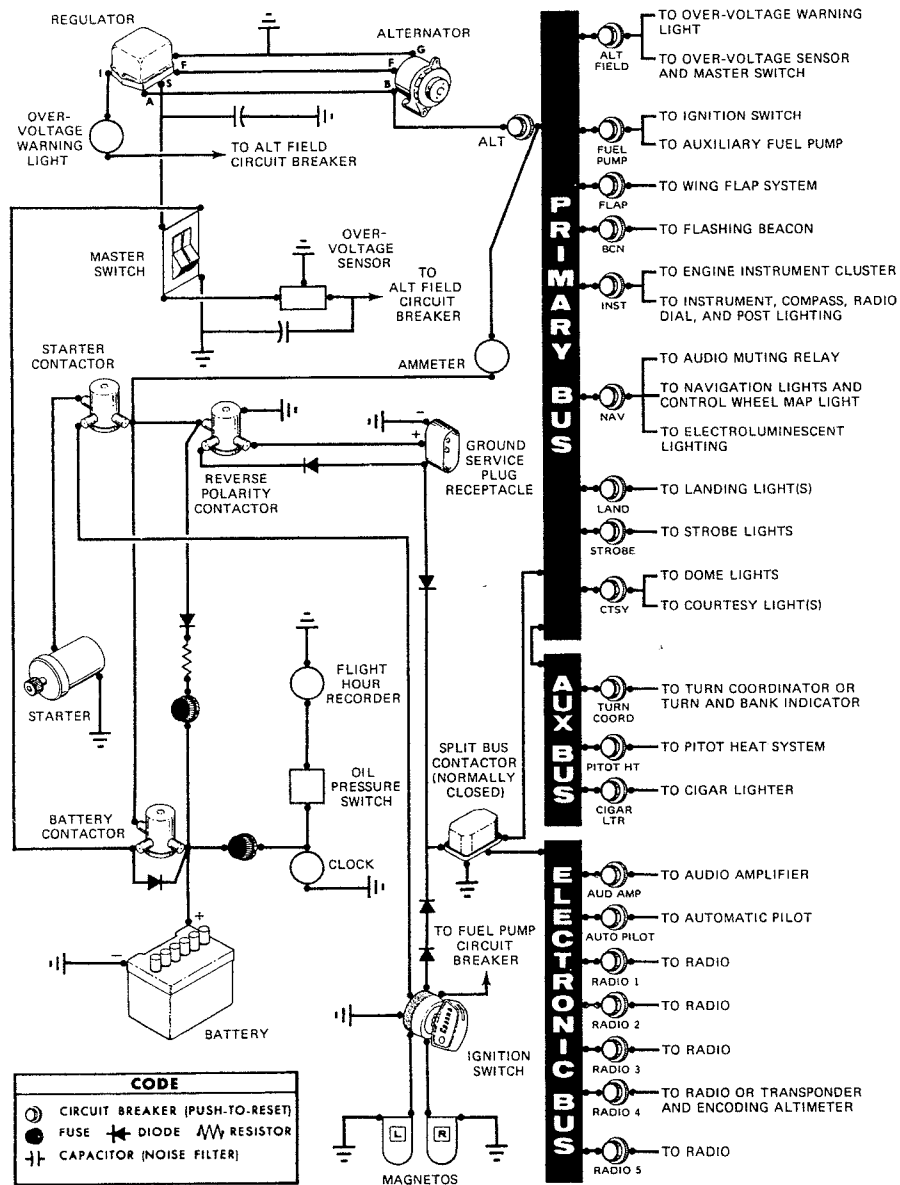 REGULATOR
ALTERNATOR
G
F
F
I
S
A
B
OVER-
VOLTAGE
WARNING
LIGHT
TO ALT FIELD
CIRCUIT BREAKER
ALT
MASTER
SWITCH
OVER-
VOLTAGE
SENSOR
TO
ALT FIELD
CIRCUIT
BREAKER
AMMETER
STARTER
CONTACTOR
REVERSE
POLARITY
CONTACTOR
−
+
GROUND
SERVICE
PLUG
RECEPTACLE
STARTER
FLIGHT
HOUR
RECORDER
OIL
PRESSURE
SWITCH
CLOCK
BATTERY
CONTACTOR
+
−
BATTERY
SPLIT BUS
CONTACTOR
(NORMALLY
CLOSED)
TO FUEL PUMP
CIRCUIT
BREAKER
IGNITION
SWITCH
L
R
MAGNETOS
PRIMARY BUS
ALT
FIELD
TO OVER-VOLTAGE WARNING
LIGHT
TO OVER-VOLTAGE SENSOR
AND MASTER SWITCH
FUEL
PUMP
TO IGNITION SWITCH
TO AUXILIARY FUEL PUMP
FLAP
TO WING FLAP SYSTEM
BCN
TO FLASHING BEACON
INST
TO ENGINE INSTRUMENT CLUSTER
TO INSTRUMENT, COMPASS, RADIO
DIAL, AND POST LIGHTING
NAV
TO AUDIO MUTING RELAY
TO NAVIGATION LIGHTS AND
CONTROL WHEEL MAP LIGHT
TO ELECTROLUMINESCENT
LIGHTING
LAND
TO LANDING LIGHT(S)
STROBE
TO STROBE LIGHTS
CTSY
TO DOME LIGHTS
TO COURTESY LIGHT(S)
AUX BUS
TURN
COORD
TO TURN COORDINATOR OR
TURN AND BANK INDICATOR
PITOT HT
TO PITOT HEAT SYSTEM
CIGAR
LTR
TO CIGAR LIGHTER
ELECTRONIC BUS
AUD AMP
TO AUDIO AMPLIFIER
AUTO PILOT
TO AUTOMATIC PILOT
RADIO 1
TO RADIO
RADIO 2
TO RADIO
RADIO 3
TO RADIO
RADIO 4
TO RADIO OR TRANSPONDER
AND ENCODING ALTIMETER
RADIO 5
TO RADIO
CODE
CIRCUIT BREAKER (PUSH-TO-RESET)
FUSE DIODE RESISTOR
CAPACITOR (NOISE FILTER)